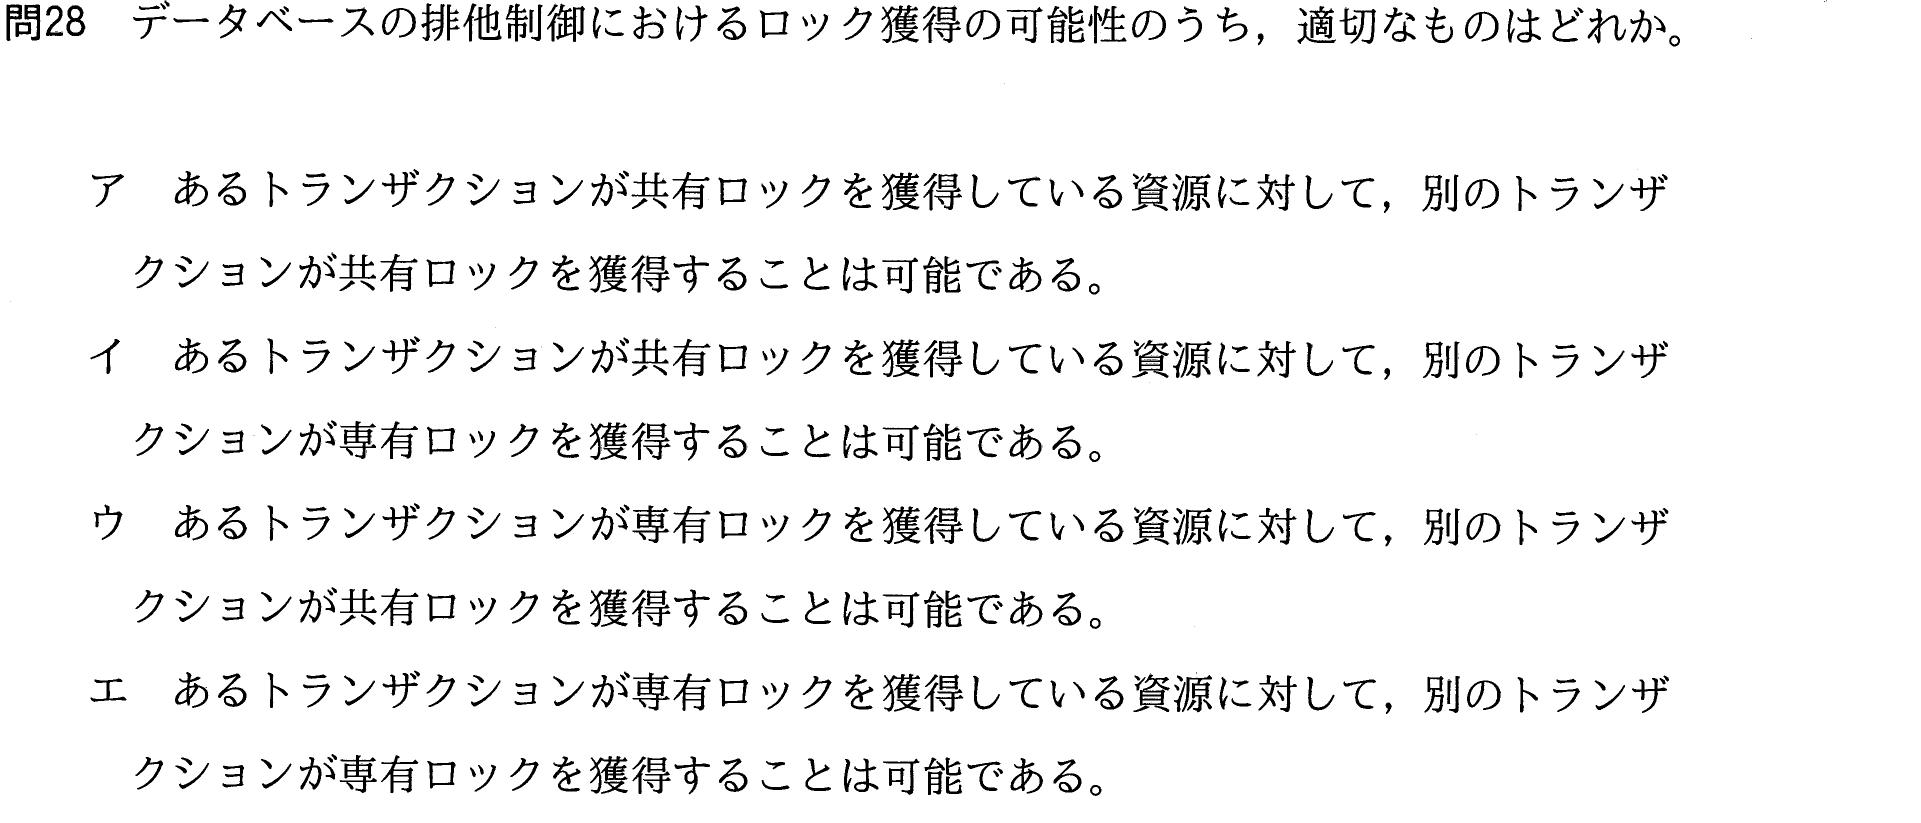 問28　データベースの排他制御におけるロック獲得の可能性のうち，適切なものはどれか。
ア　あるトランザクションが共有ロックを獲得している資源に対して，別のトランザ
クションが共有ロックを獲得することは可能である。
イ　あるトランザクションが共有ロックを獲得している資源に対して，別のトランザ
クションが専有ロックを獲得することは可能である。
ウ　あるトランザクションが専有ロックを獲得している資源に対して，別のトランザ
クションが共有ロックを獲得することは可能である。
エ　あるトランザクションが専有ロックを獲得している資源に対して，別のトランザ
クションが専有ロックを獲得することは可能である。